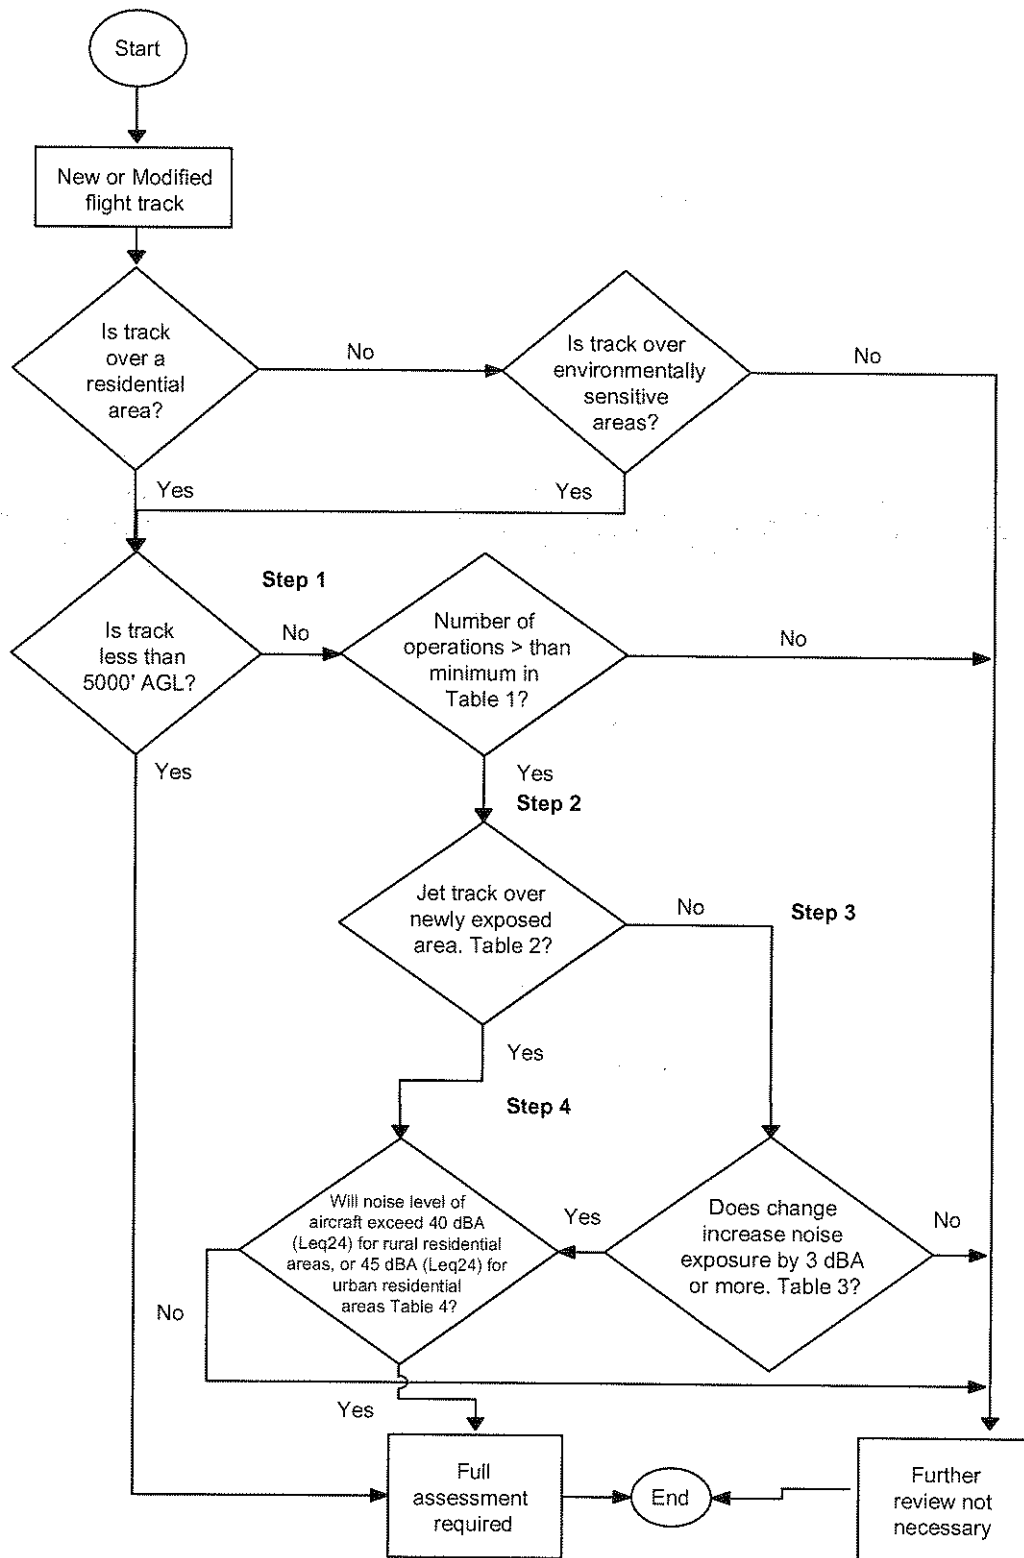 Start
New or Modified
flight track
Is track
over a
residential
area?
No
Is track over
environmentally
sensitive
areas?
No
Yes
Yes
Step 1
Is track
less than
5000' AGL?
No
Number of
operations > than
minimum in
Table 1?
No
Yes
Yes
Step 2
Jet track over
newly exposed
area. Table 2?
No
Step 3
Yes
Step 4
Will noise level of
aircraft exceed 40 dBA
(Leq24) for rural residential
areas, or 45 dBA (Leq24) for
urban residential
areas Table 4?
Yes
Does change
increase noise
exposure by 3 dBA
or more. Table 3?
No
No
Yes
Full
assessment
required
End
Further
review not
necessary